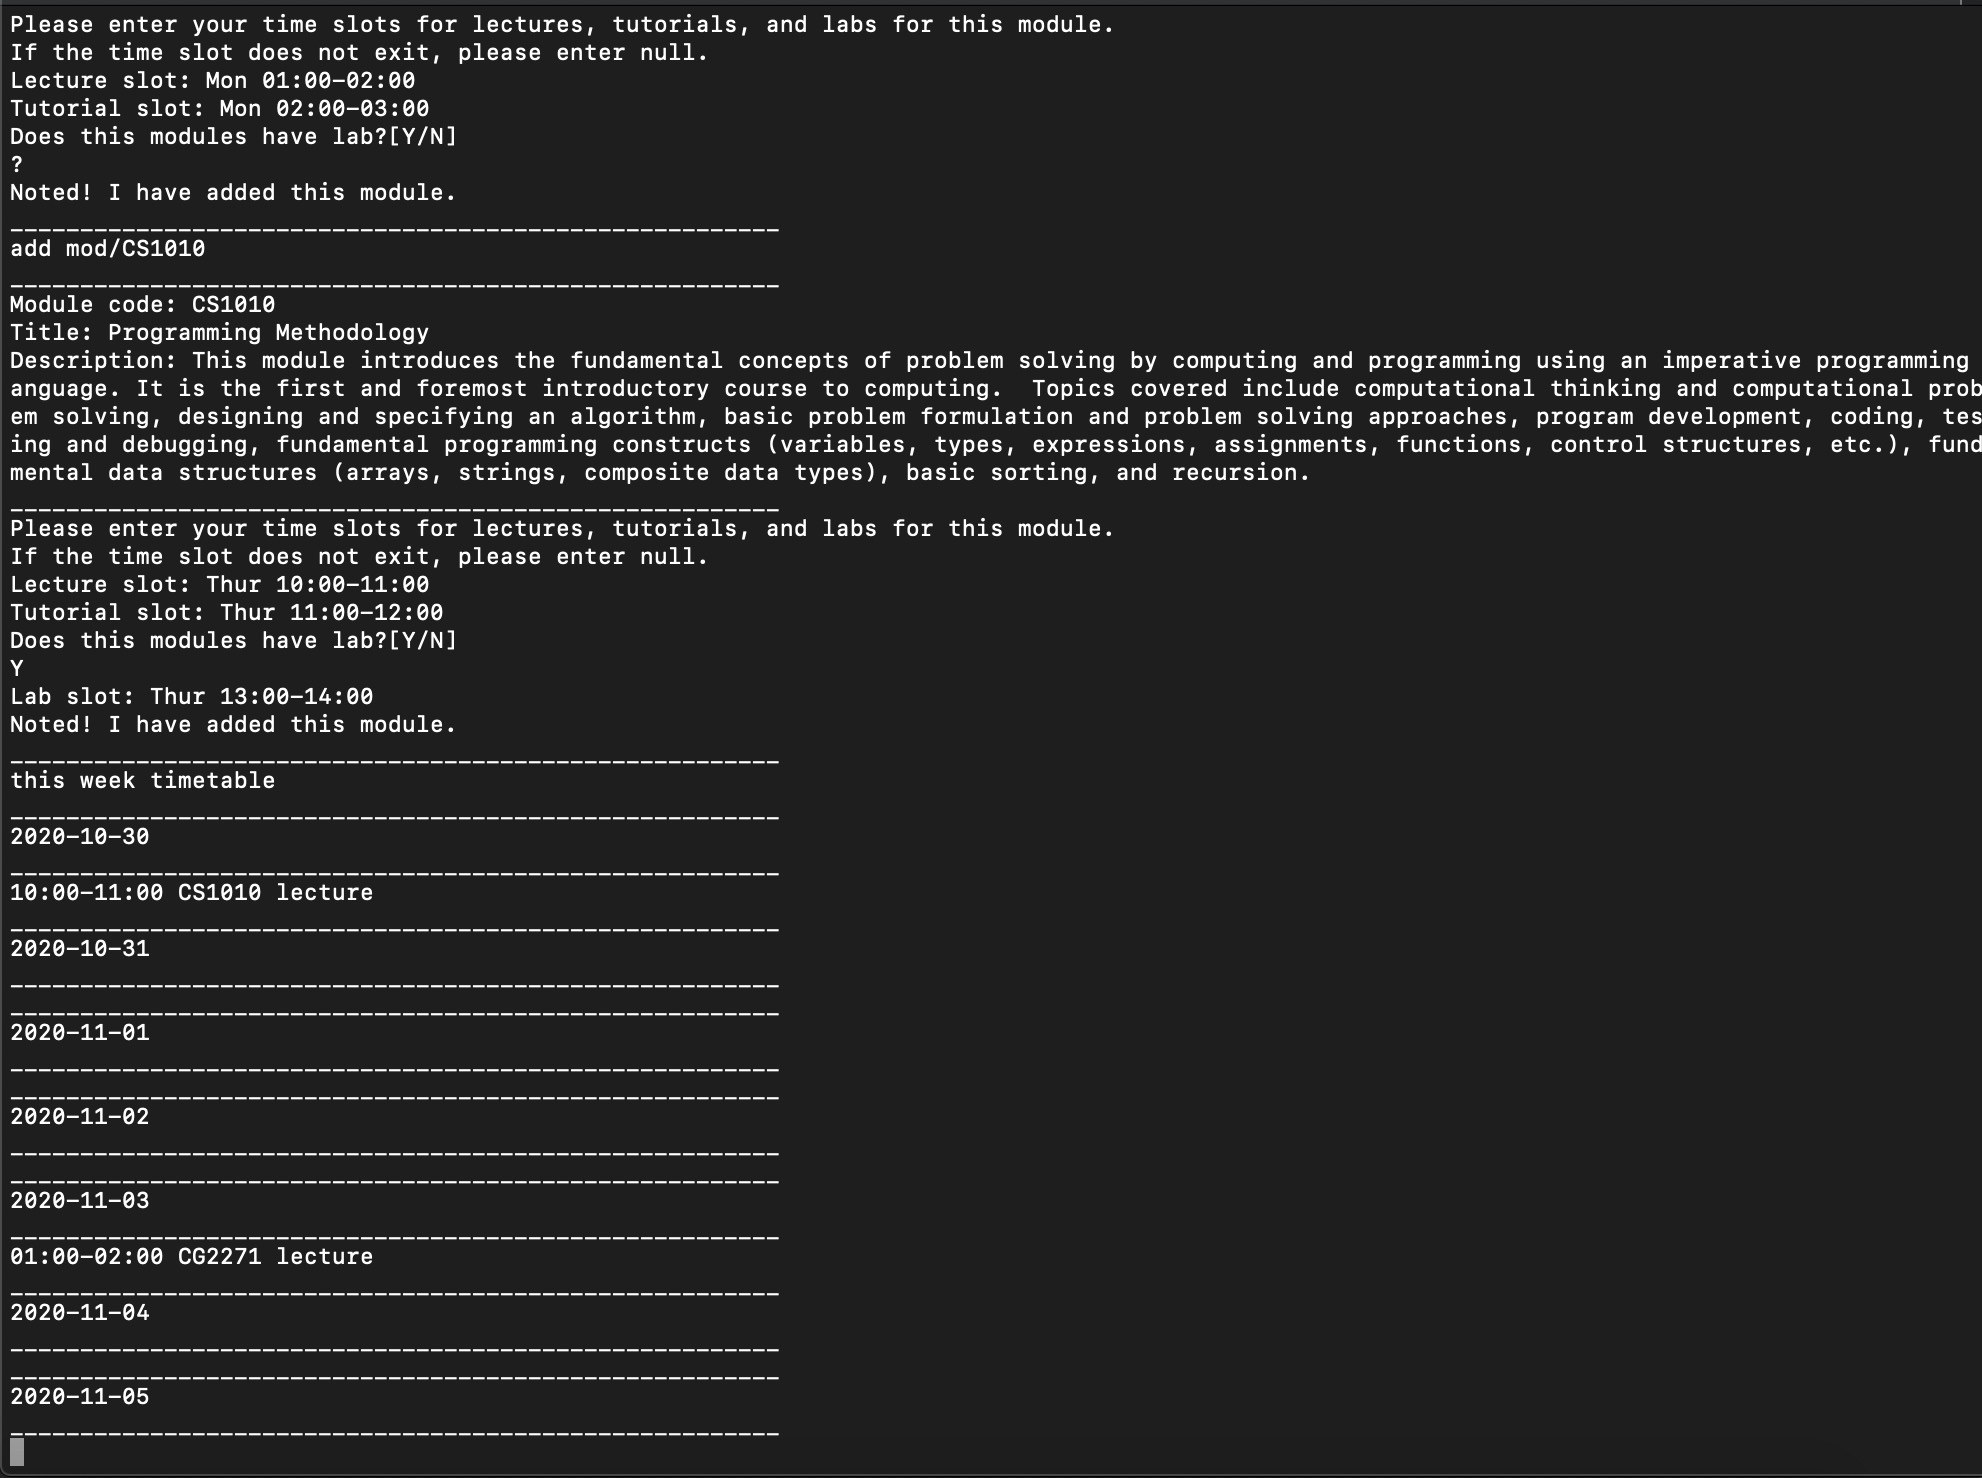 Please enter your time slots for lectures, tutorials, and labs for this module.
If the time slot does not exit, please enter null.
Lecture slot: Mon 01:00-02:00
Tutorial slot: Mon 02:00-03:00
Does this modules have lab?[Y/N]
?
Noted! I have added this module.
_______________________________________________________
add mod/CS1010
_______________________________________________________
Module code: CS1010
Title: Programming Methodology
Description: This module introduces the fundamental concepts of problem solving by computing and programming using an imperative programming
anguage. It is the first and foremost introductory course to computing.  Topics covered include computational thinking and computational prob
em solving, designing and specifying an algorithm, basic problem formulation and problem solving approaches, program development, coding, tes
ing and debugging, fundamental programming constructs (variables, types, expressions, assignments, functions, control structures, etc.), fund
mental data structures (arrays, strings, composite data types), basic sorting, and recursion.
_______________________________________________________
Please enter your time slots for lectures, tutorials, and labs for this module.
If the time slot does not exit, please enter null.
Lecture slot: Thur 10:00-11:00
Tutorial slot: Thur 11:00-12:00
Does this modules have lab?[Y/N]
Y
Lab slot: Thur 13:00-14:00
Noted! I have added this module.
_______________________________________________________
this week timetable
_______________________________________________________
2020-10-30
_______________________________________________________
10:00-11:00 CS1010 lecture
_______________________________________________________
2020-10-31
_______________________________________________________
_______________________________________________________
2020-11-01
_______________________________________________________
_______________________________________________________
2020-11-02
_______________________________________________________
_______________________________________________________
2020-11-03
_______________________________________________________
01:00-02:00 CG2271 lecture
_______________________________________________________
2020-11-04
_______________________________________________________
_______________________________________________________
2020-11-05
_______________________________________________________